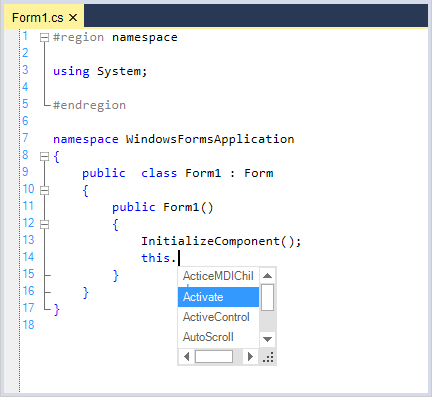 Form1.cs ×
1 #region namespace
2
3 using System;
4
5 #endregion
6
7 namespace WindowsFormsApplication
8 {
9 public  class Form1 : Form
10 {
11 public Form1()
12 {
13 InitializeComponent();
14 this.
ActiceMDIChil
15 }
Activate
16 }
ActiveControl
17 }
AutoScroll
18